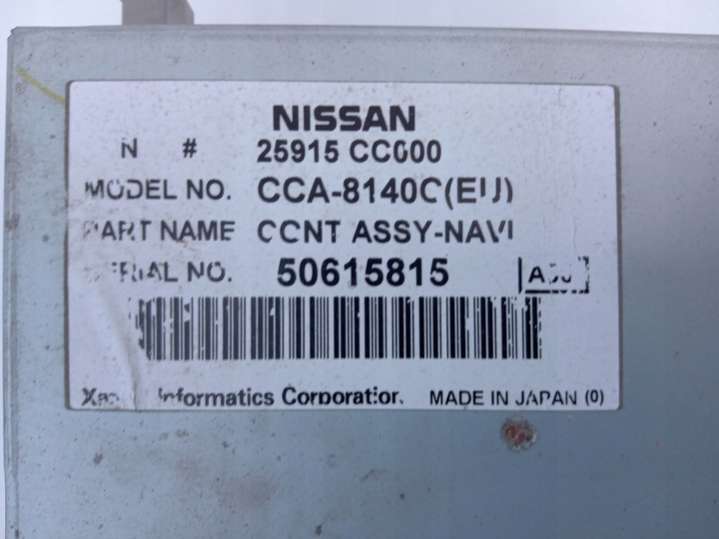 NISSAN
N # 25915 CC000
MODEL NO. CCA-8140C(EU)
PART NAME CONT ASSY-NAVI
SERIAL NO. 50615815
Informatics Corporation MADE IN JAPAN (0)